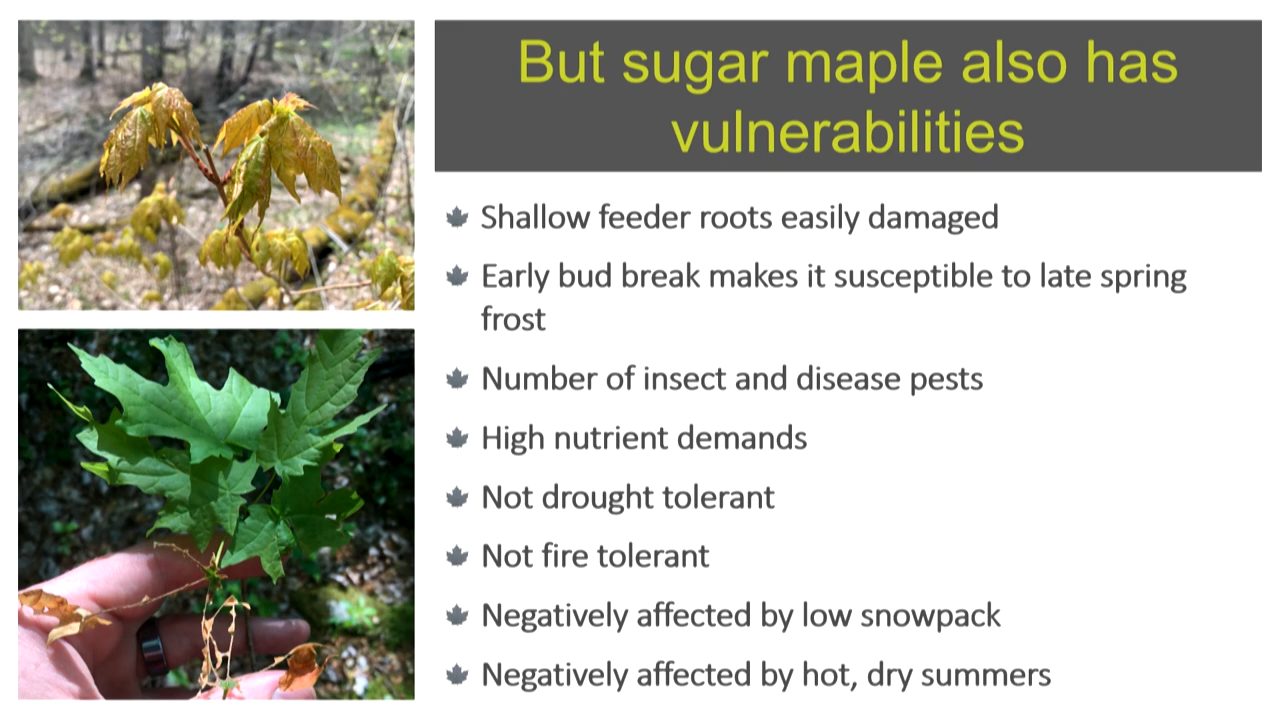 But sugar maple also has
vulnerabilities
Shallow feeder roots easily damaged
Early bud break makes it susceptible to late spring
frost
Number of insect and disease pests
High nutrient demands
Not drought tolerant
Not fire tolerant
Negatively affected by low snowpack
Negatively affected by hot, dry summers